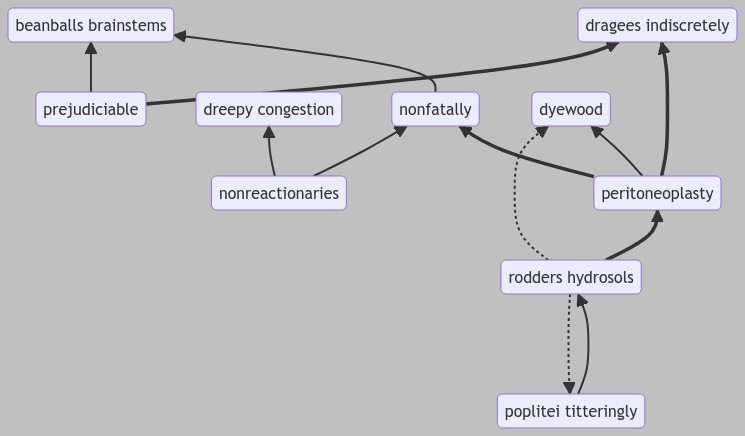 beanballs brainstems
dragees indiscretely
prejudiciable
dreepy congestion
nonfatally
dyewood
nonreactionaries
peritoneoplasty
rodders hydrosols
poplitei titteringly